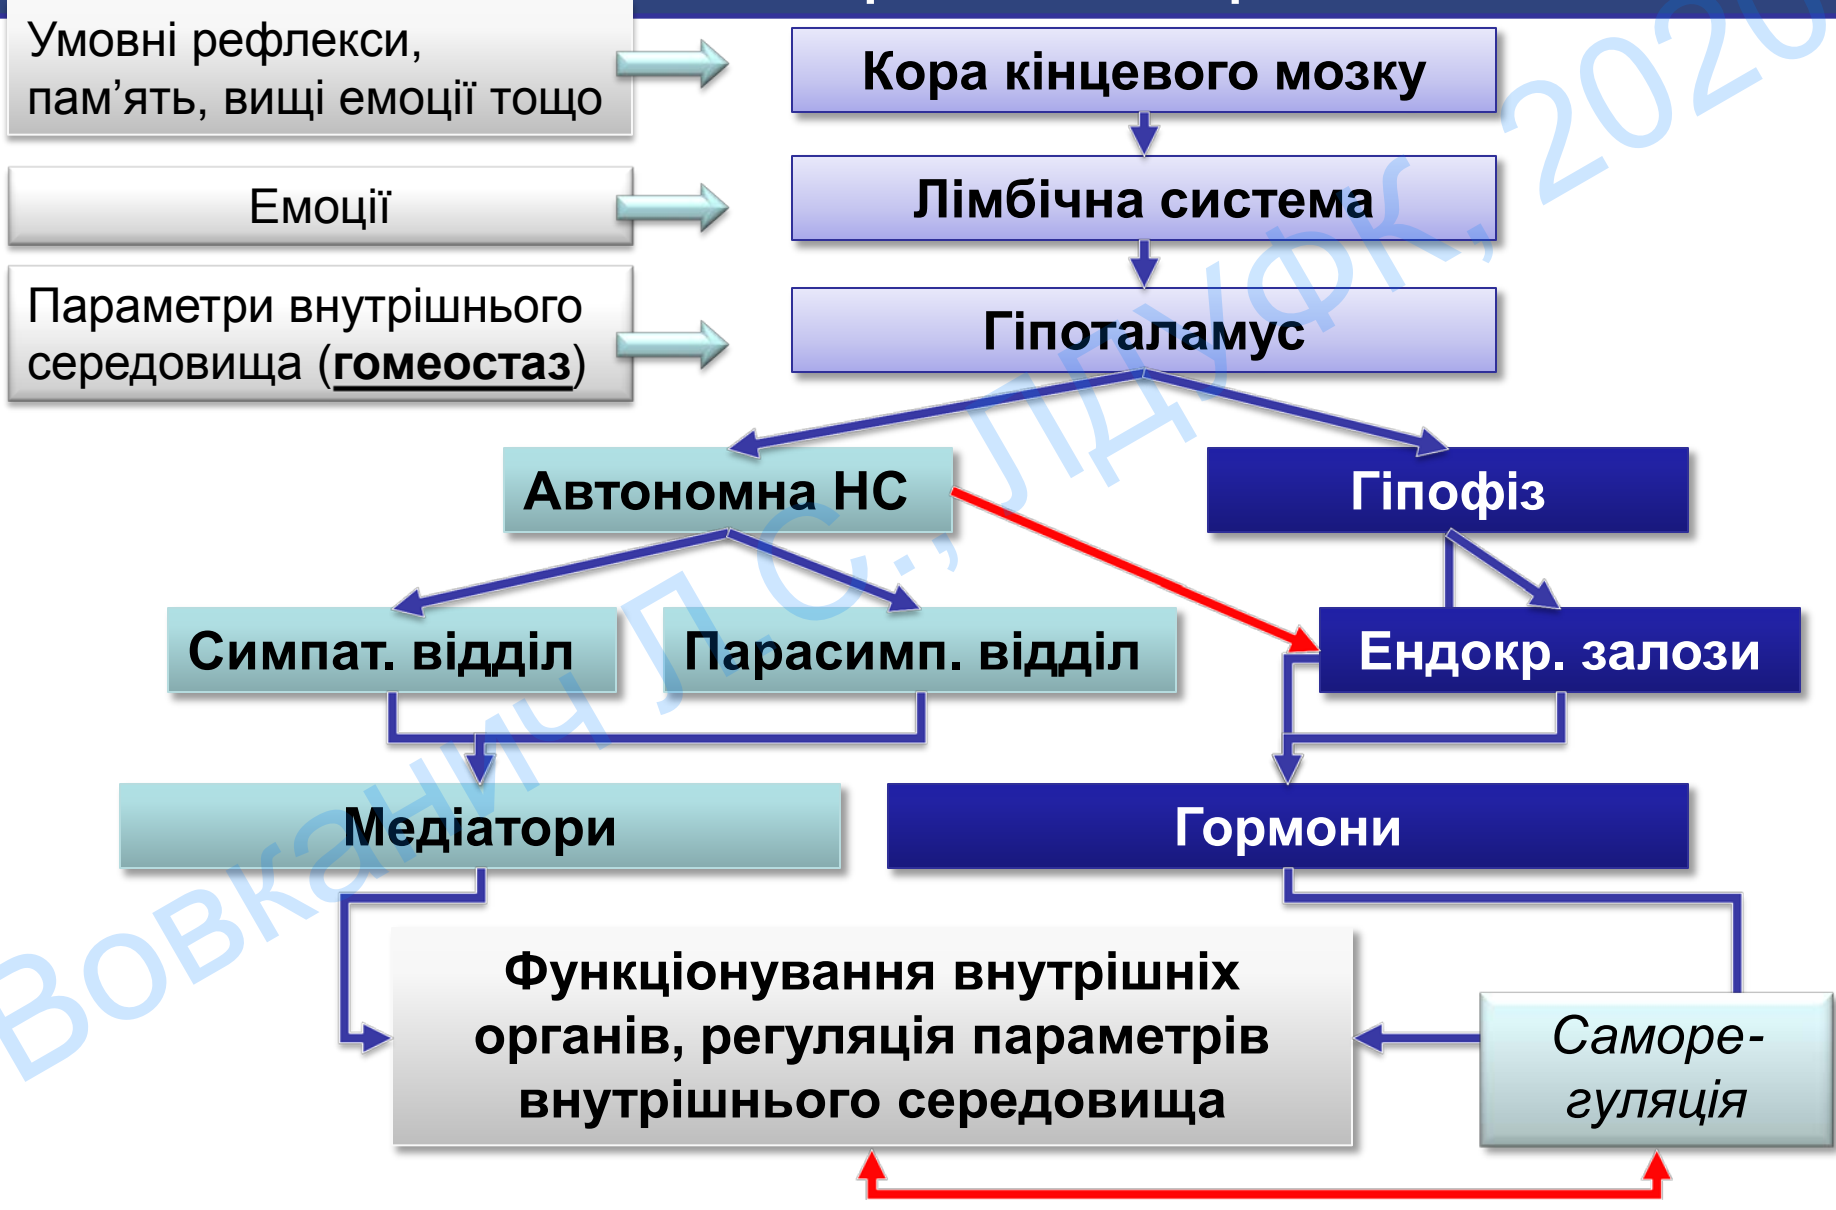 Умовні рефлекси,
пам’ять, вищі емоції тощо
Кора кінцевого мозку
Емоції
Лімбічна система
Параметри внутрішнього
середовища (гомеостаз)
Гіпоталамус
Автономна НС
Гіпофіз
Симпат. відділ
Парасимп. відділ
Ендокр. залози
Медіатори
Гормони
Функціонування внутрішніх
органів, регуляція параметрів
внутрішнього середовища
Саморе-
гуляція
Вовканич Л.С., ЛДУФК, 2020